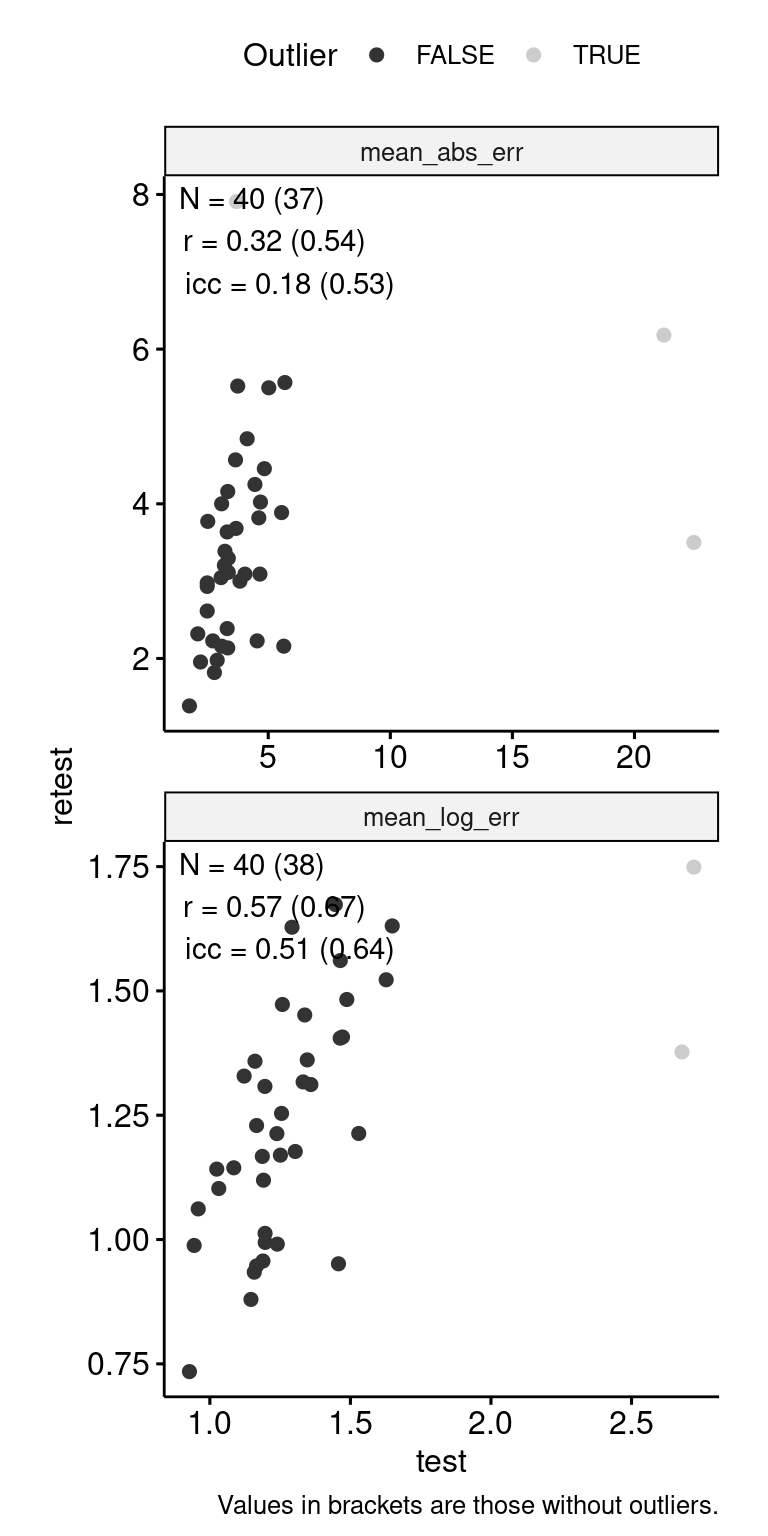 Outlier FALSE TRUE
mean_abs_err
8
N = 40 (37)
r = 0.32 (0.54)
icc = 0.18 (0.53)
6
4
2
5 10 15 20
retest
mean_log_err
1.75
N = 40 (38)
r = 0.57 (0.67)
icc = 0.51 (0.64)
1.50
1.25
1.00
0.75
1.0 1.5 2.0 2.5
test
Values in brackets are those without outliers.